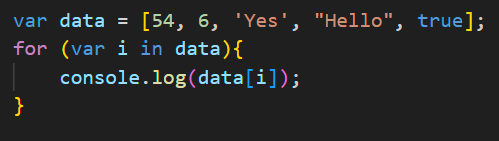 var data = [54, 6, 'Yes', "Hello", true];
for (var i in data){
    console.log(data[i]);
}